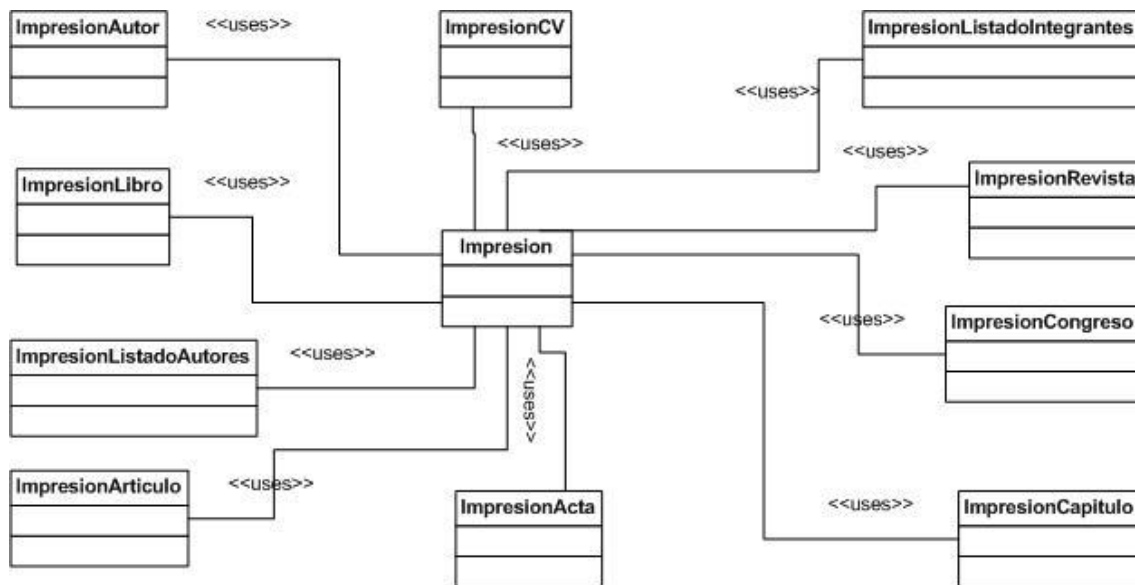 ImpresionAutor
<<uses>>
ImpresionCV
ImpresionListadoIntegrantes
<<uses>>
<<uses>>
<<uses>>
ImpresionLibro
<<uses>>
ImpresionRevista
Impresion
ImpresionListadoAutores
<<uses>>
<<uses>>
<<uses>>
ImpresionCongreso
ImpresionArticulo
<<uses>>
ImpresionActa
<<uses>>
ImpresionCapitulo